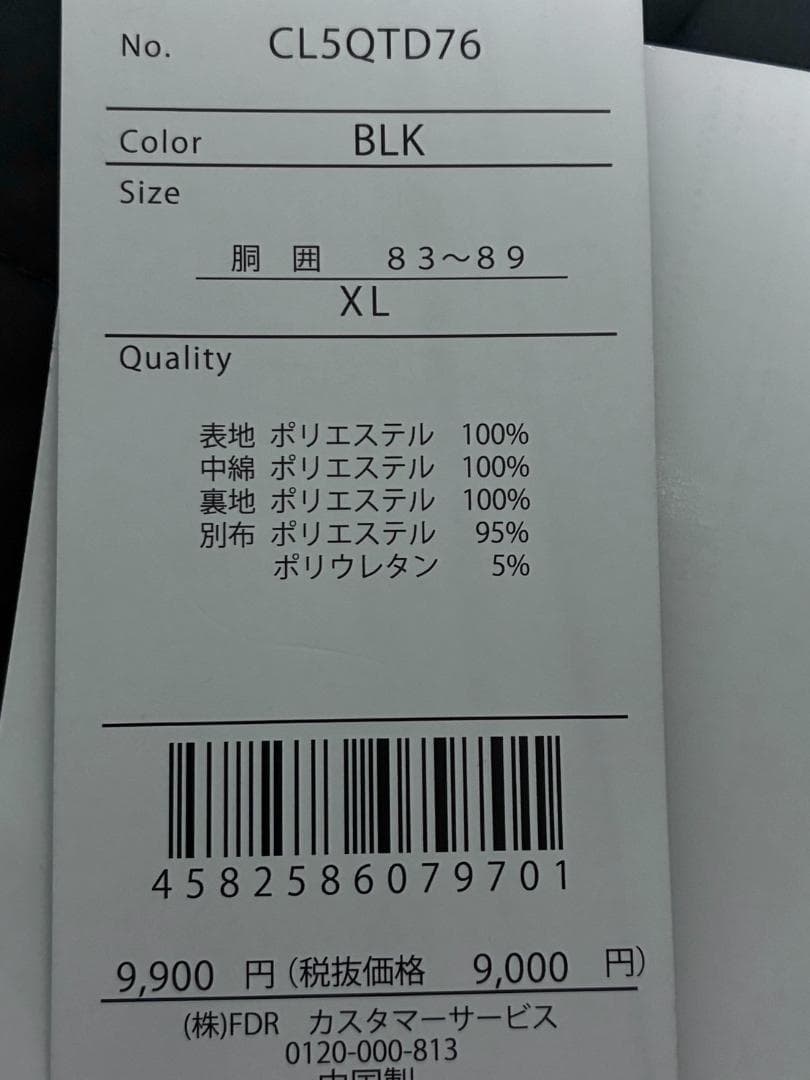 No. CL5QTD76
Color BLK
Size
胴 囲 83〜89
XL
Quality
表地 ポリエステル 100%
中綿 ポリエステル 100%
裏地 ポリエステル 100%
別布 ポリエステル 95%
ポリウレタン 5%
4582586079701
9,900 円 (税抜価格 9,000 円)
(株)FDR カスタマーサービス
0120-000-813
中国製